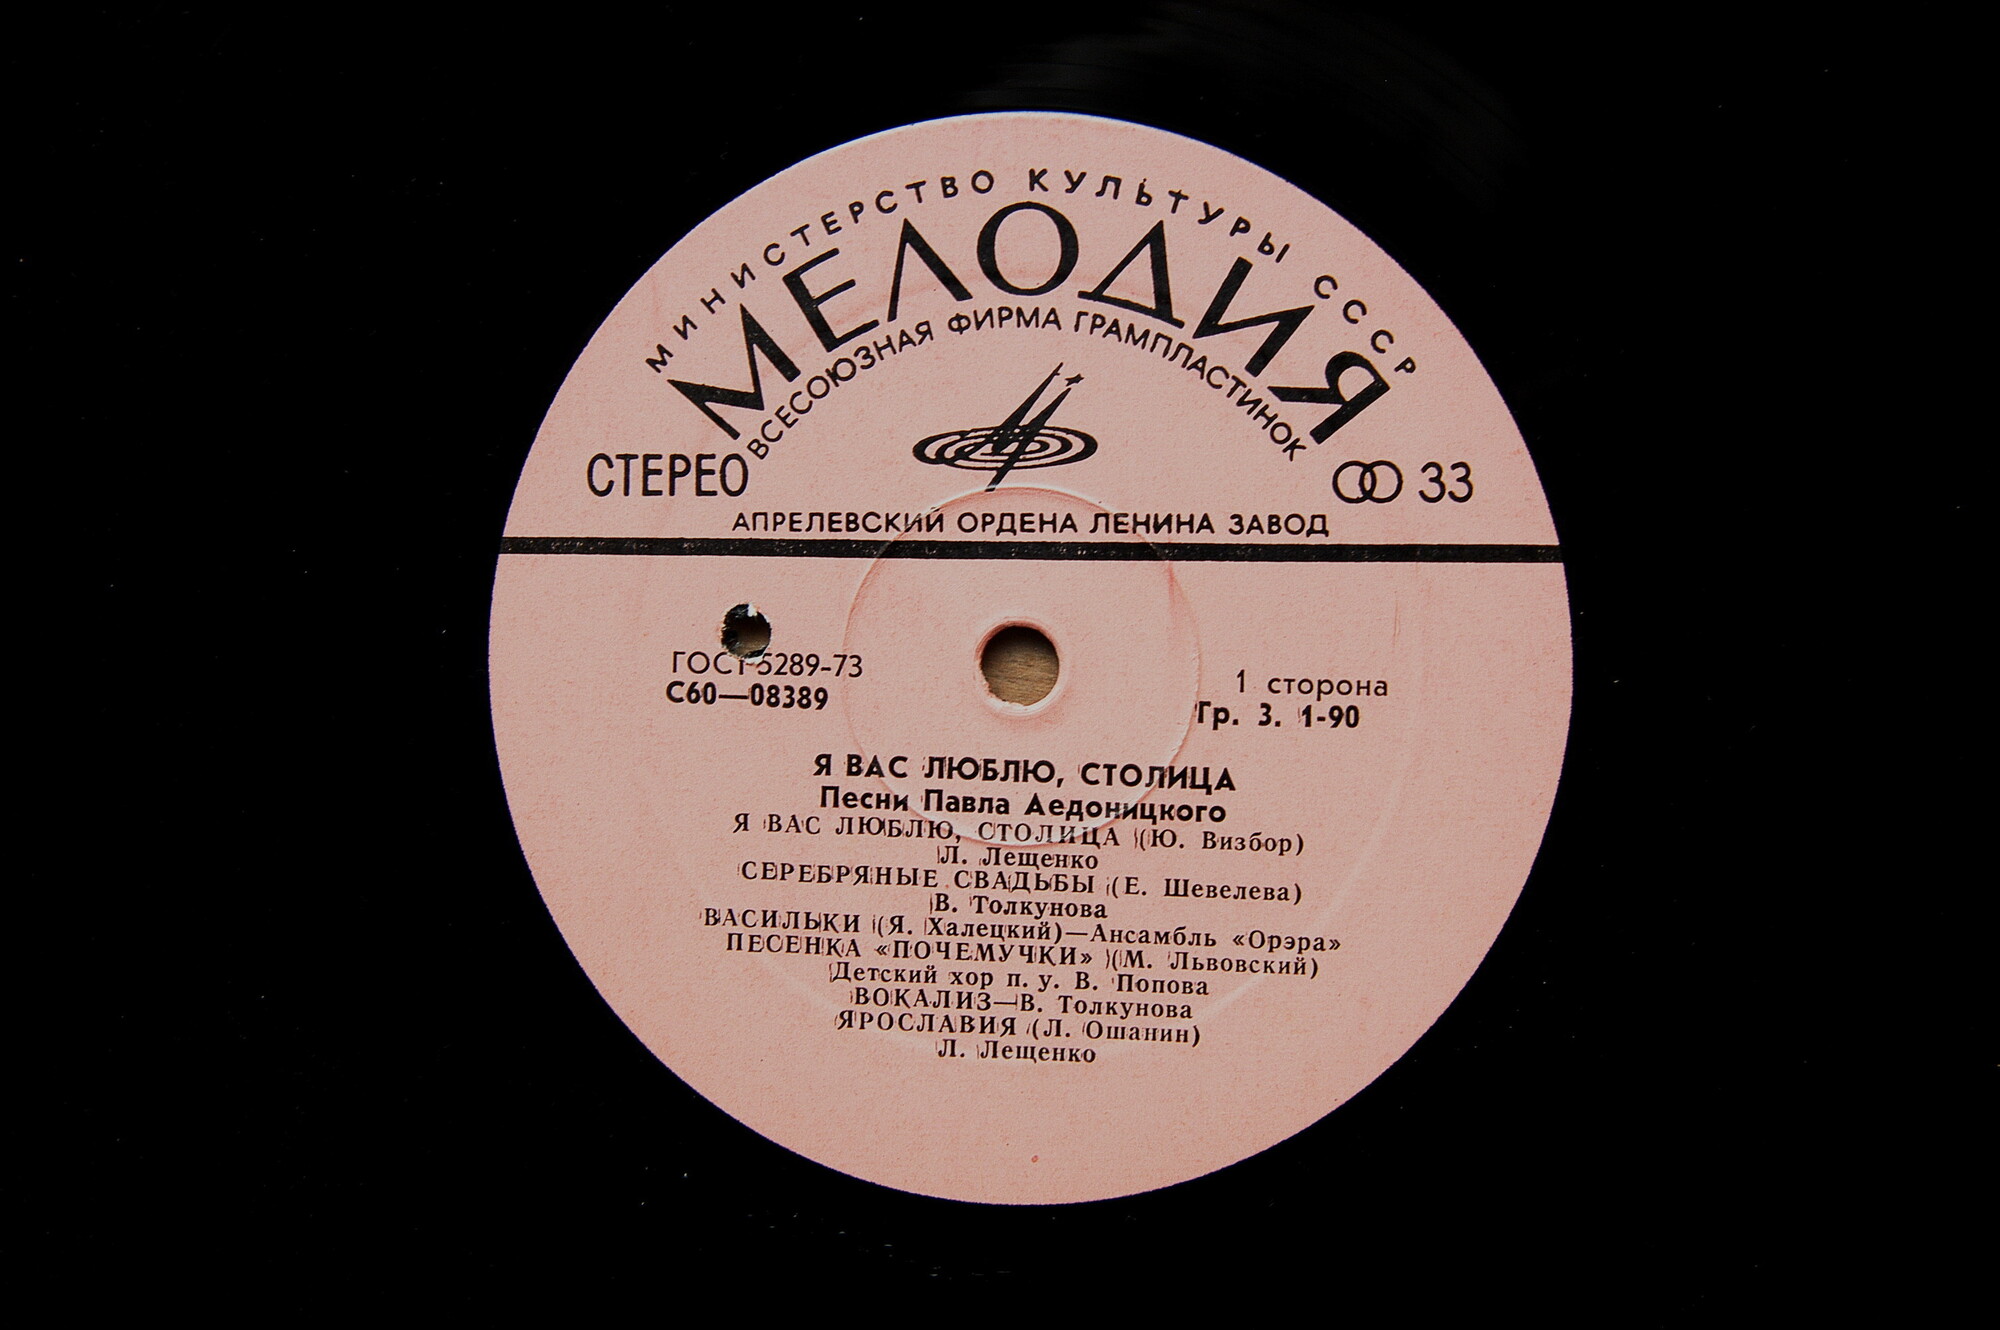 МИНИСТЕРСТВО КУЛЬТУРЫ СССР
МЕЛОДИЯ
ВСЕСОЮЗНАЯ ФИРМА ГРАМПЛАСТИНОК
СТЕРЕО
33
АПРЕЛЕВСКИЙ ОРДЕНА ЛЕНИНА ЗАВОД
ГОСТ 5289-73
С60—08389
1 сторона
Гр. 3. 1-90
Я ВАС ЛЮБЛЮ, СТОЛИЦА
Песни Павла Аедоницкого
Я ВАС ЛЮБЛЮ, СТОЛИЦА (Ю. Визбор)
Л. Лещенко
СЕРЕБРЯНЫЕ СВАДЬБЫ (Е. Шевелева)
В. Толкунова
ВАСИЛЬКИ (Я. Халецкий)—Ансамбль «Орэра»
ПЕСЕНКА «ПОЧЕМУЧКИ» (М. Львовский)
Детский хор п. у. В. Попова
ВОКАЛИЗ—В. Толкунова
ЯРОСЛАВИЯ (Л. Ошанин)
Л. Лещенко